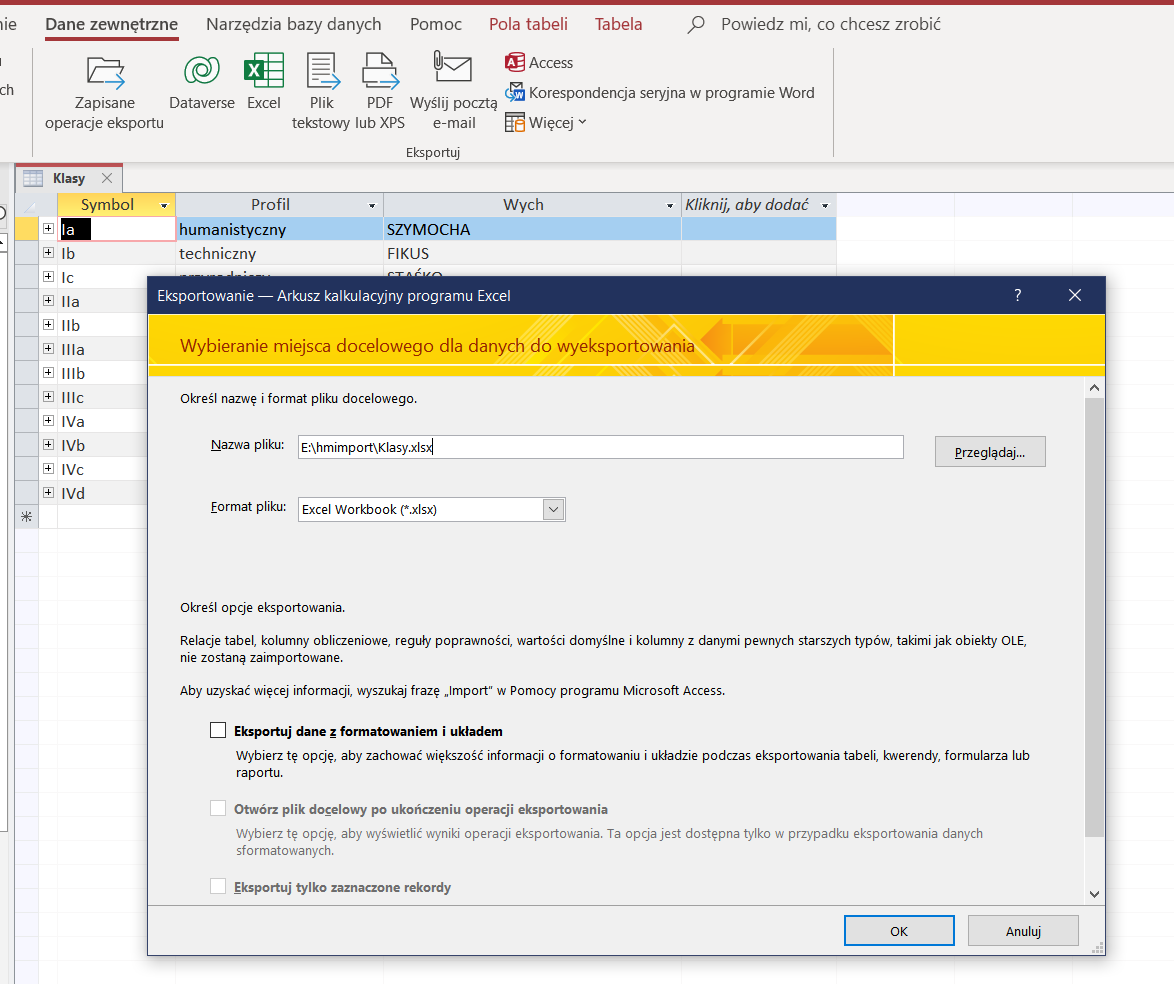 nie Dane zewnętrzne Narzędzia bazy danych Pomoc Pola tabeli Tabela Powiedz mi, co chcesz zrobić
ch
Zapisane
operacje eksportu
Dataverse
Excel
Plik
tekstowy
PDF
lub XPS
Wyślij pocztą
e-mail
Access
Korespondencja seryjna w programie Word
Więcej
Eksportuj
Klasy
Symbol Profil Wych Kliknij, aby dodać
Ia humanistyczny SZYMOCHA
Ib techniczny FIKUS
Ic przyrodniczy STAŚKO
IIa
IIb
IIIa
IIIb
IIIc
IVa
IVb
IVc
IVd
Eksportowanie — Arkusz kalkulacyjny programu Excel
?
Wybieranie miejsca docelowego dla danych do wyeksportowania
Określ nazwę i format pliku docelowego.
Nazwa pliku: E:\hmimport\Klasy.xlsx Przeglądaj...
Format pliku: Excel Workbook (*.xlsx)
Określ opcje eksportowania.
Relacje tabel, kolumny obliczeniowe, reguły poprawności, wartości domyślne i kolumny z danymi pewnych starszych typów, takimi jak obiekty OLE,
nie zostaną zaimportowane.
Aby uzyskać więcej informacji, wyszukaj frazę „Import” w Pomocy programu Microsoft Access.
Eksportuj dane z formatowaniem i układem
Wybierz tę opcję, aby zachować większość informacji o formatowaniu i układzie podczas eksportowania tabeli, kwerendy, formularza lub
raportu.
Otwórz plik docelowy po ukończeniu operacji eksportowania
Wybierz tę opcję, aby wyświetlić wyniki operacji eksportowania. Ta opcja jest dostępna tylko w przypadku eksportowania danych
sformatowanych.
Eksportuj tylko zaznaczone rekordy
OK Anuluj